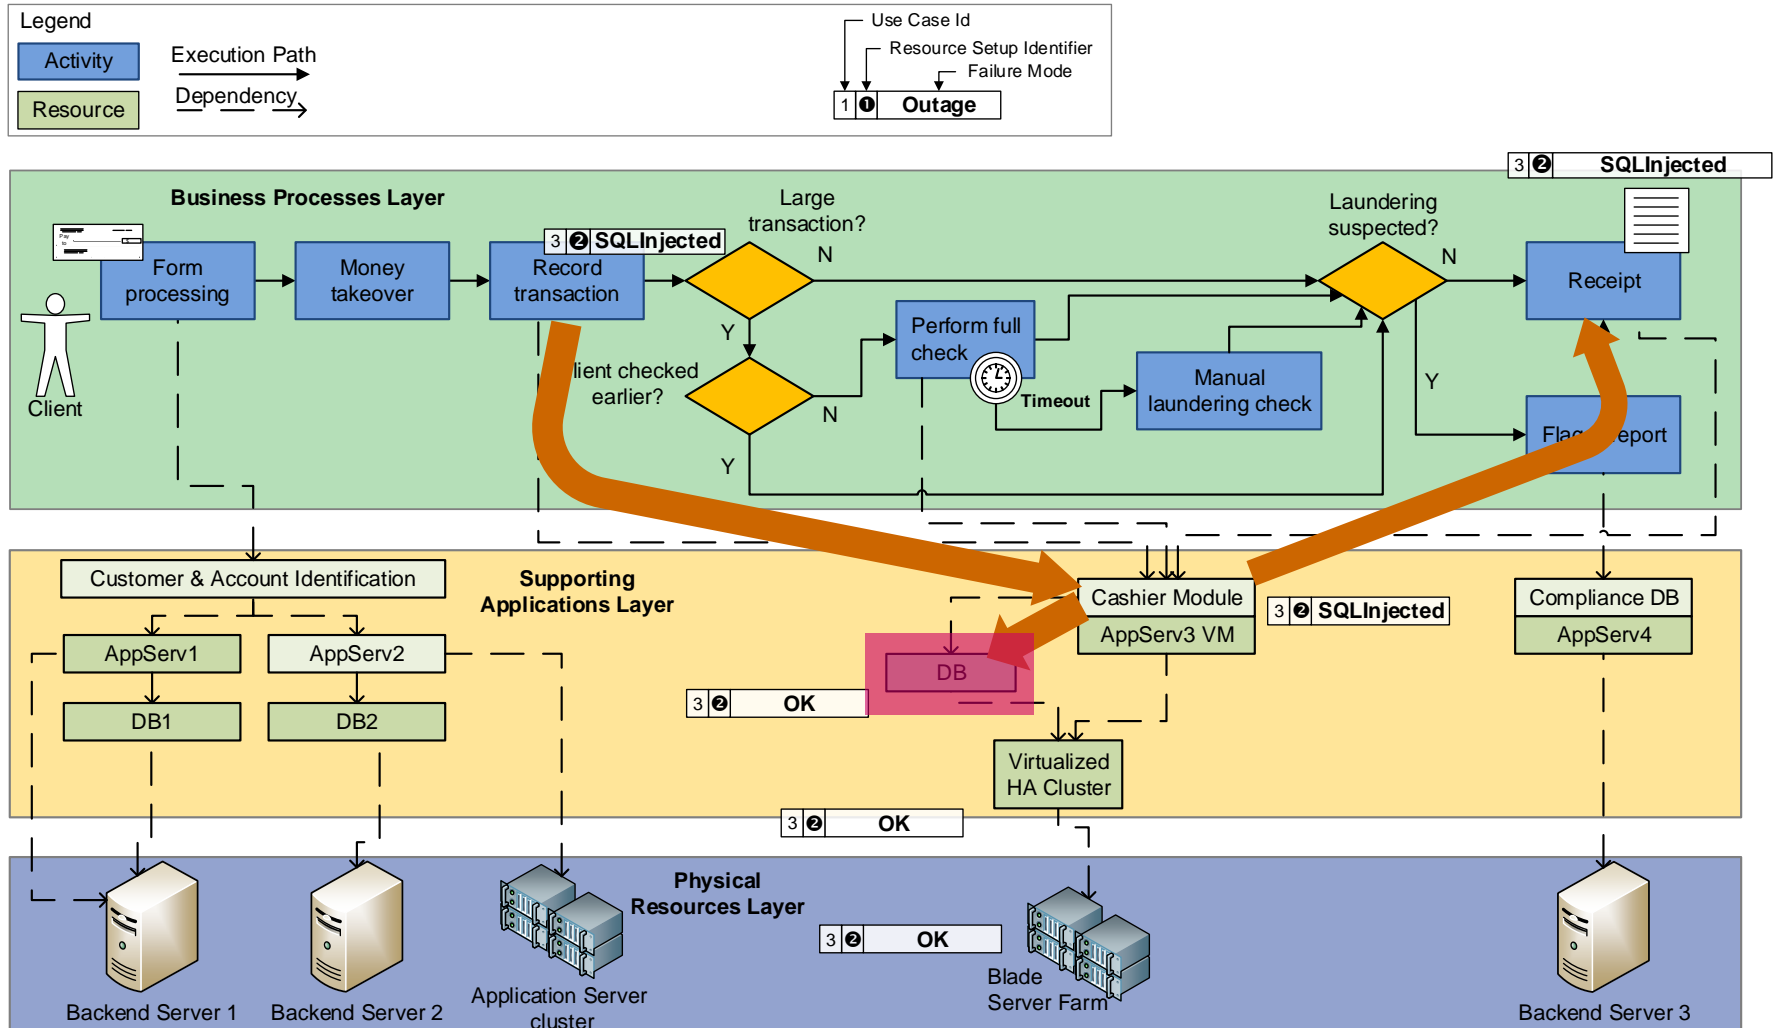 Legend
Activity
Execution Path
Resource
Dependency
Use Case Id
Resource Setup Identifier
Failure Mode
1 ❶ Outage
3 ❷ SQLInjected
Business Processes Layer
Large
transaction?
Laundering
suspected?
3 ❷ SQLInjected
Pay
to
Form
processing
Money
takeover
Record
transaction
N
N
Receipt
Client
Y
Perform full
check
lient checked
earlier?
N
Timeout
Manual
laundering check
Y
Flag
eport
Y
Customer & Account Identification
Supporting
Applications Layer
Cashier Module
AppServ3 VM
3 ❷ SQLInjected
Compliance DB
AppServ4
AppServ1
AppServ2
DB
DB1
DB2
3 ❷ OK
Virtualized
HA Cluster
3 ❷ OK
Physical
Resources Layer
3 ❷ OK
Backend Server 1
Backend Server 2
Application Server
cluster
Blade
Server Farm
Backend Server 3